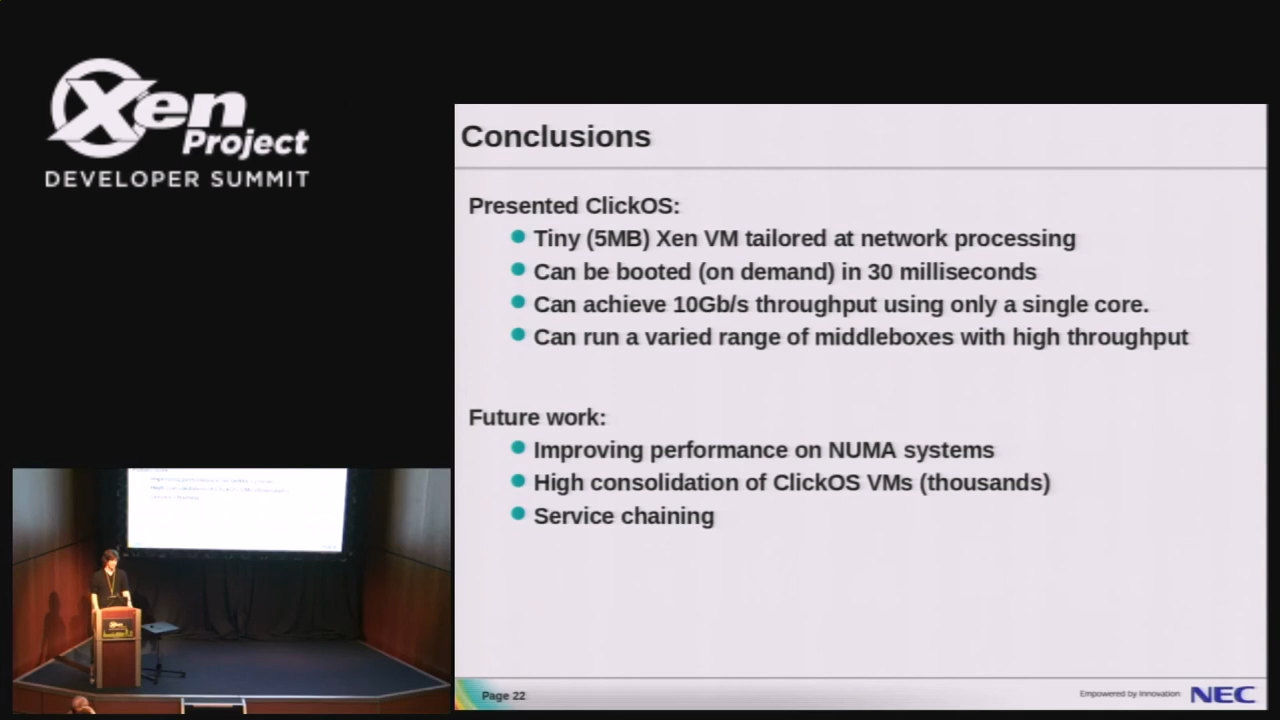 Xen
Project
DEVELOPER SUMMIT
Conclusions
Presented ClickOS:
Tiny (5MB) Xen VM tailored at network processing
Can be booted (on demand) in 30 milliseconds
Can achieve 10Gb/s throughput using only a single core.
Can run a varied range of middleboxes with high throughput
Future work:
Improving performance on NUMA systems
High consolidation of ClickOS VMs (thousands)
Service chaining
Page 22
Empowered by Innovation NEC
Xen